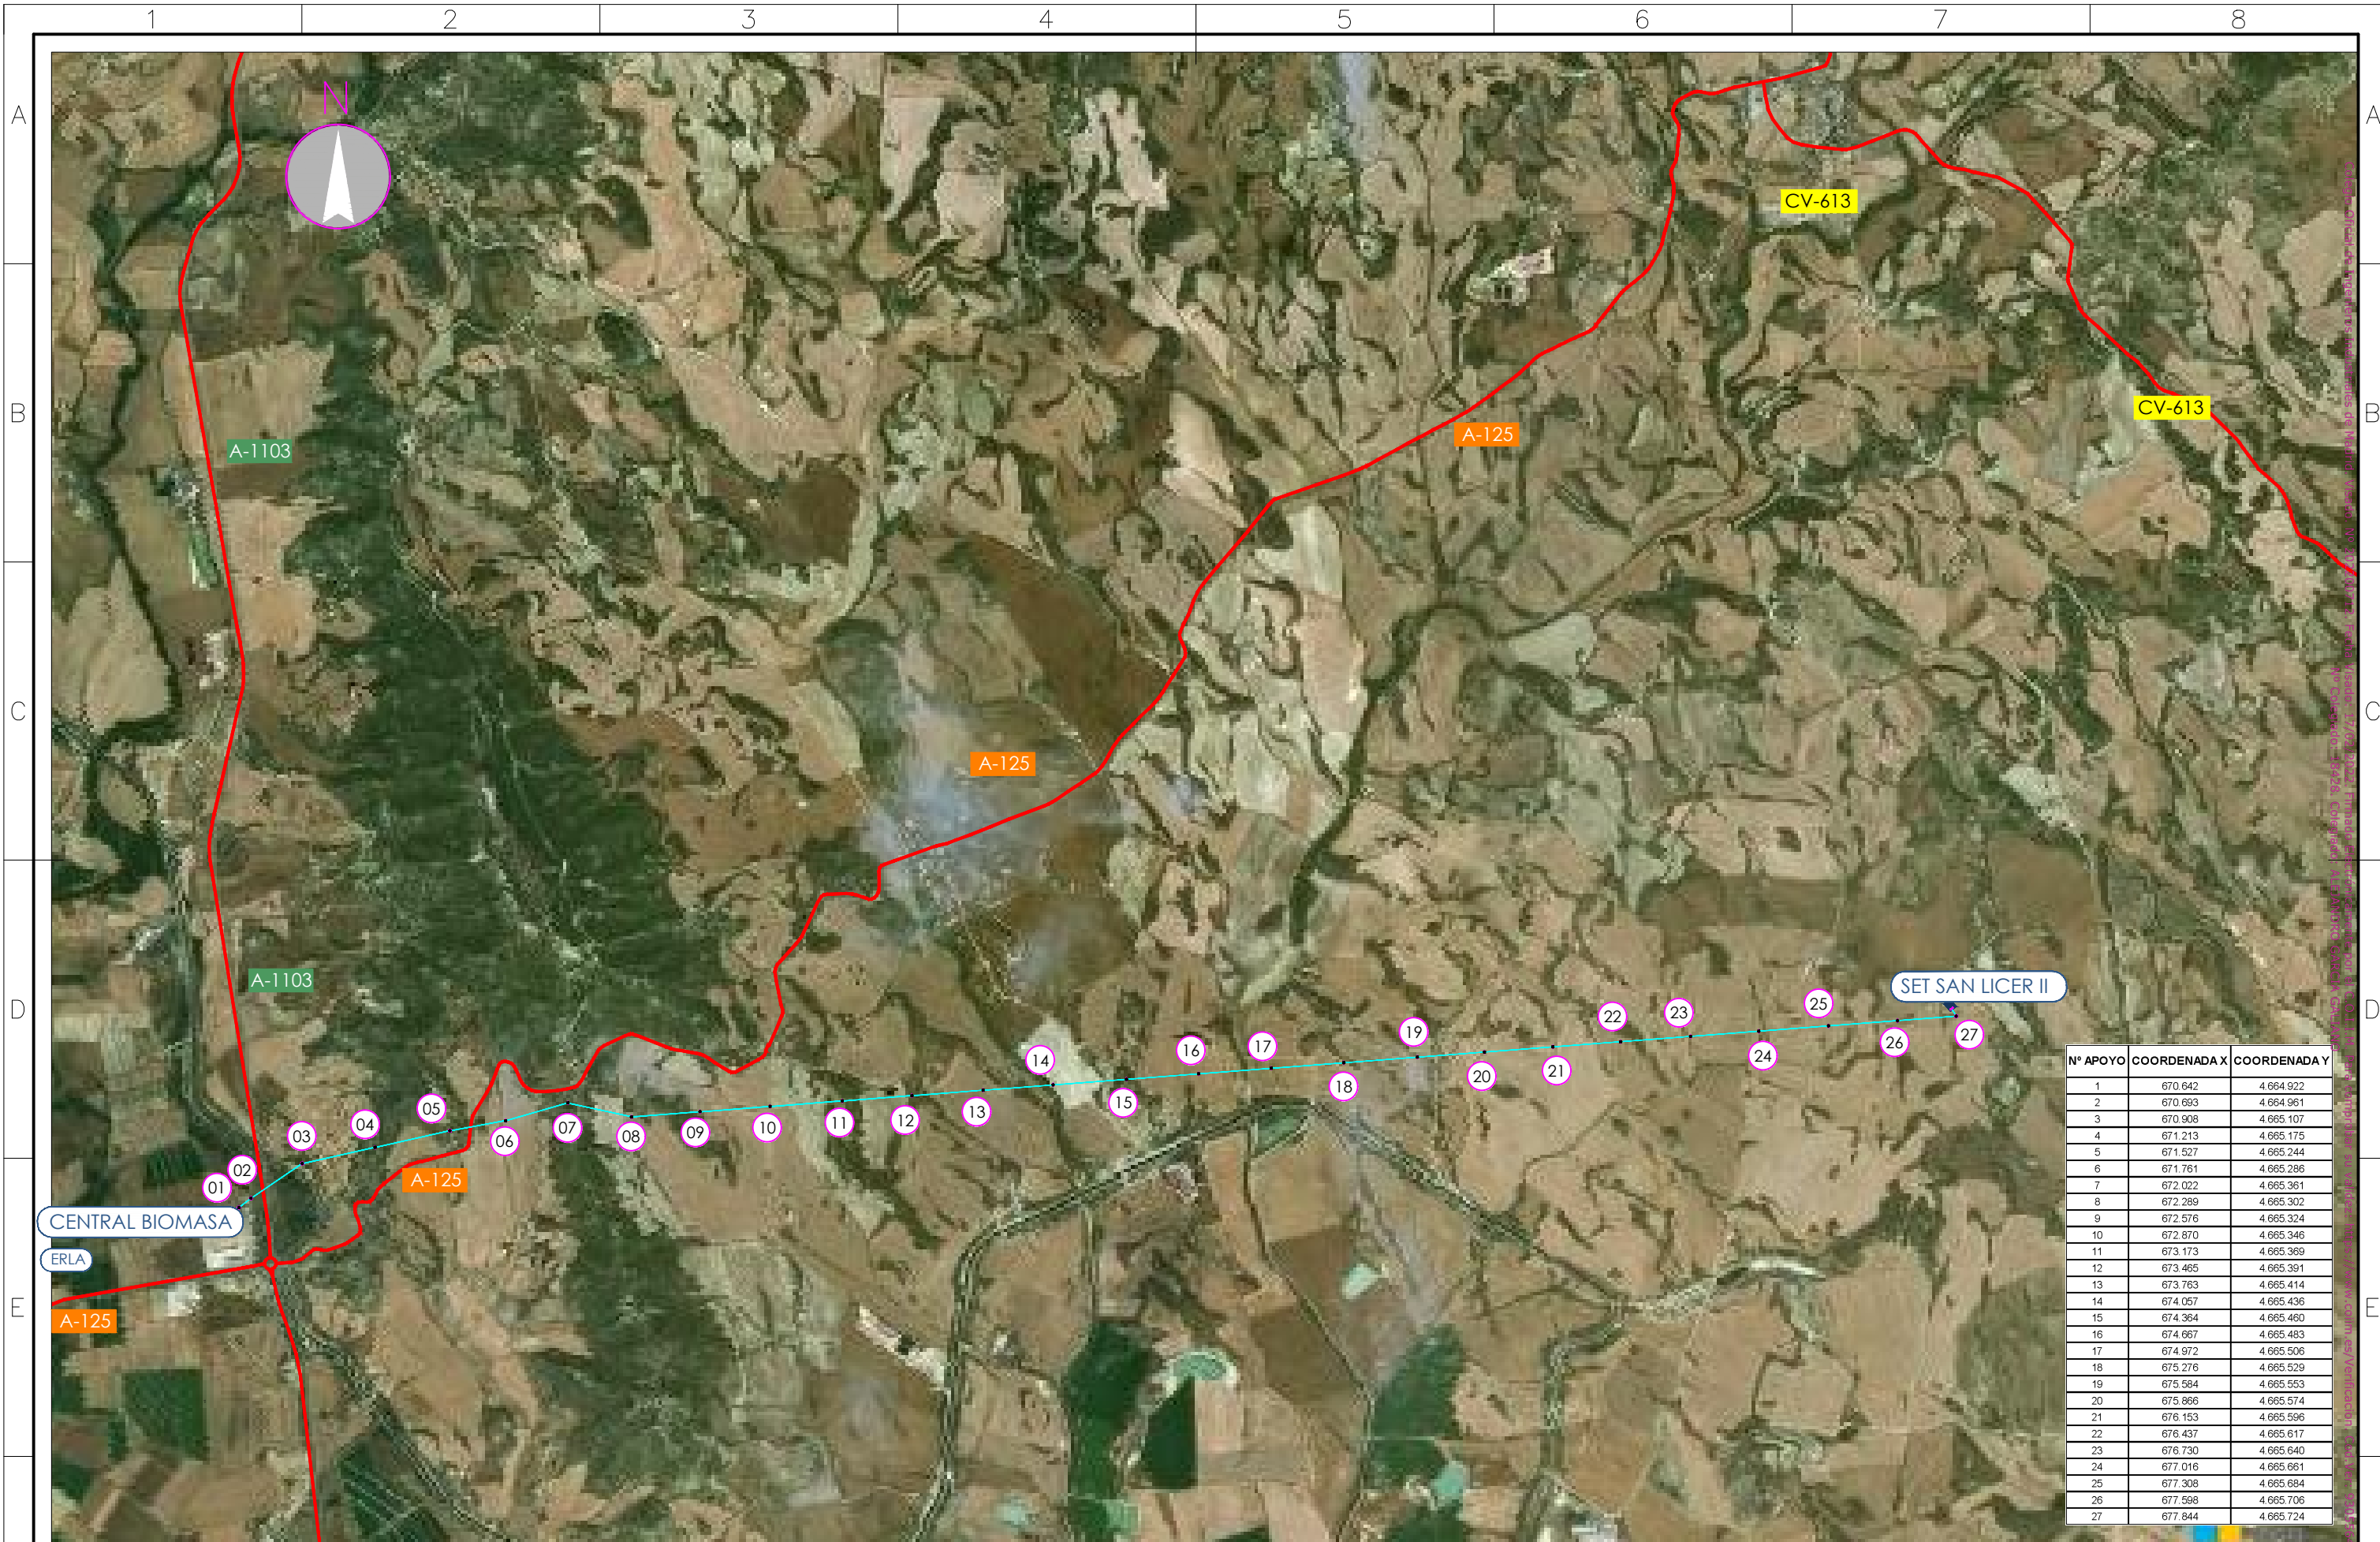 1 2 3 4 5 6 7 8
A A
N
CV-613
B B
CV-613
A-125
A-1103
C C
A-125
A-1103
D D
SET SAN LICER II
25
23
22
19
17
16
14
27
26
24
21
20
18
15
13
12
11
10
09
08
07
06
05
04
03
02
01
A-125
CENTRAL BIOMASA
ERLA
E E
A-125
Nº APOYO COORDENADA X COORDENADA Y
1 670.642 4.664.922
2 670.693 4.664.961
3 670.908 4.665.107
4 671.213 4.665.175
5 671.527 4.665.244
6 671.761 4.665.286
7 672.022 4.665.361
8 672.289 4.665.302
9 672.576 4.665.324
10 672.870 4.665.346
11 673.173 4.665.369
12 673.465 4.665.391
13 673.763 4.665.414
14 674.057 4.665.436
15 674.364 4.665.460
16 674.667 4.665.483
17 674.972 4.665.506
18 675.276 4.665.529
19 675.584 4.665.553
20 675.866 4.665.574
21 676.153 4.665.596
22 676.437 4.665.617
23 676.730 4.665.640
24 677.016 4.665.661
25 677.308 4.665.684
26 677.598 4.665.706
27 677.844 4.665.724